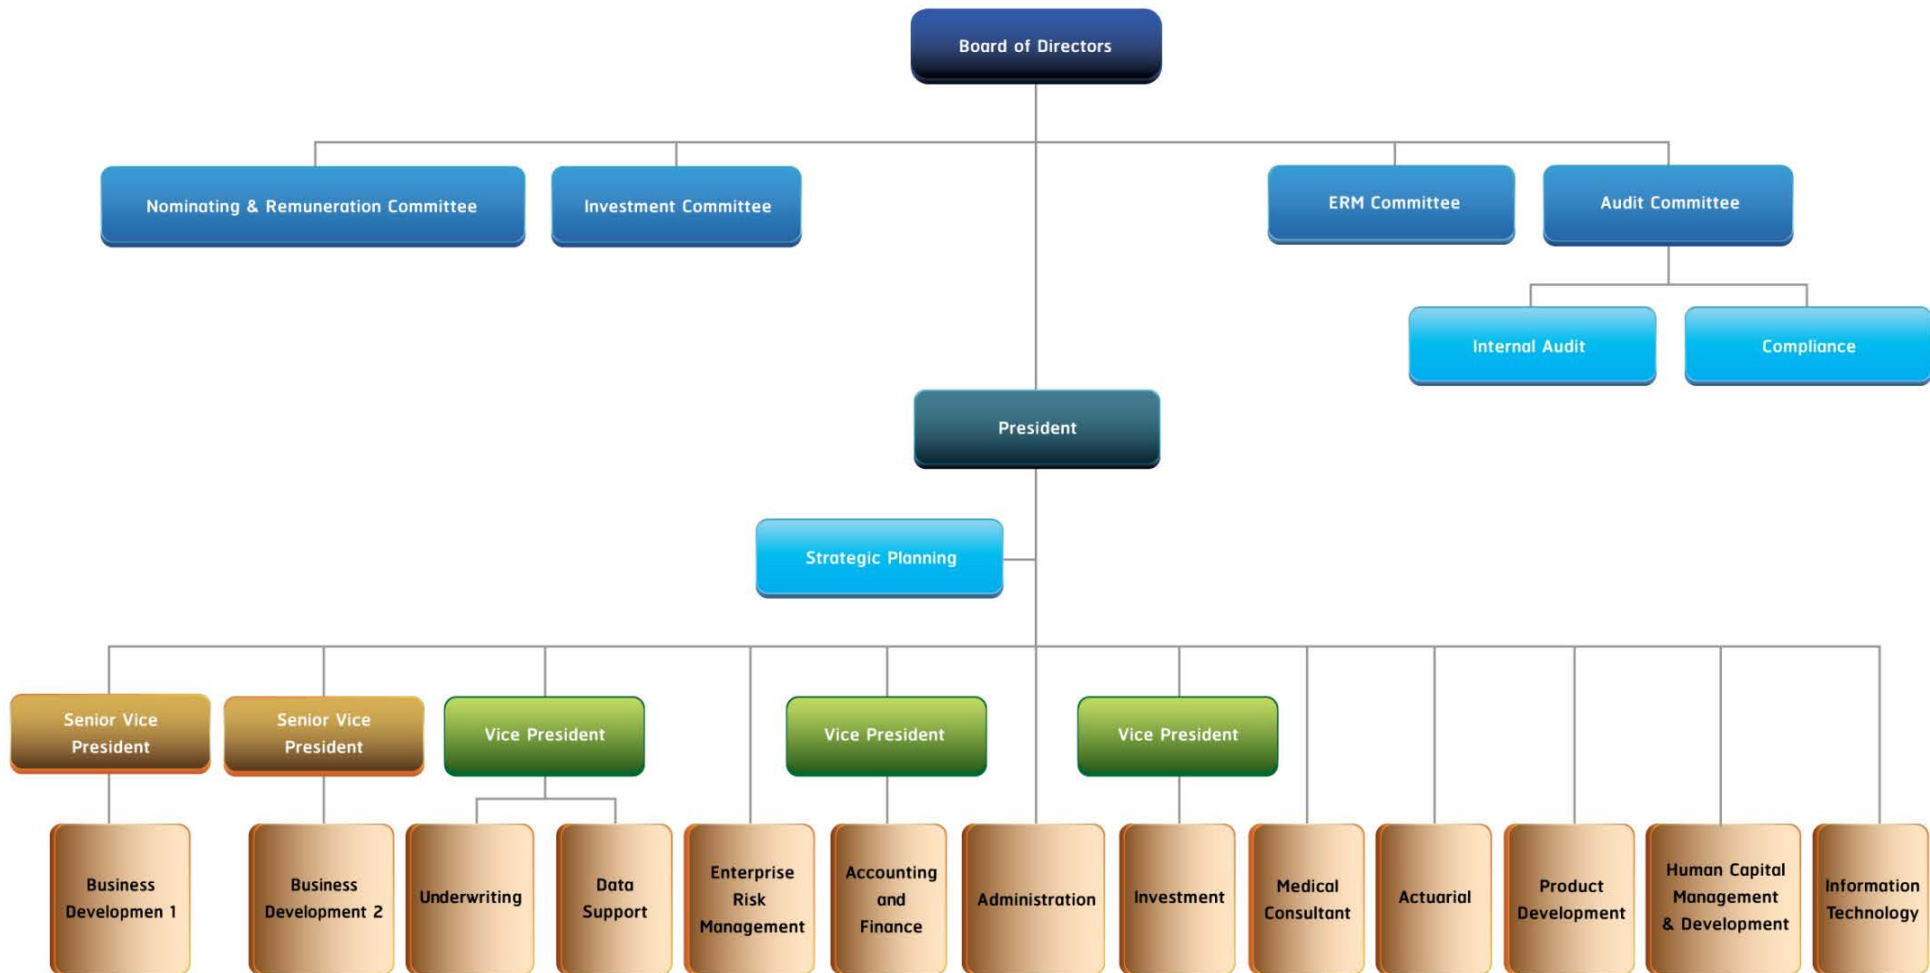 Board of Directors
Nominating & Remuneration Committee
Investment Committee
ERM Committee
Audit Committee
Internal Audit
Compliance
President
Strategic Planning
Senior Vice
President
Senior Vice
President
Vice President
Vice President
Vice President
Business
Developmen 1
Business
Development 2
Underwriting
Data
Support
Enterprise
Risk
Management
Accounting
and
Finance
Administration
Investment
Medical
Consultant
Actuarial
Product
Development
Human Capital
Management
& Development
Information
Technology